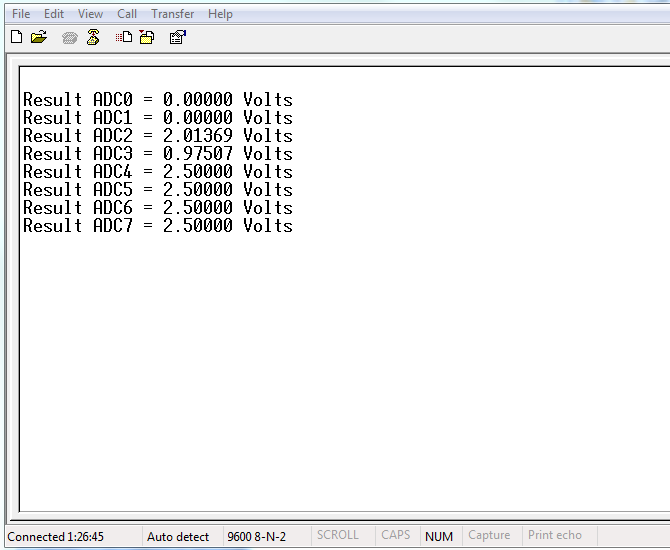 File Edit View Call Transfer Help
Result ADC0 = 0.00000 Volts
Result ADC1 = 0.00000 Volts
Result ADC2 = 2.01369 Volts
Result ADC3 = 0.97507 Volts
Result ADC4 = 2.50000 Volts
Result ADC5 = 2.50000 Volts
Result ADC6 = 2.50000 Volts
Result ADC7 = 2.50000 Volts
Connected 1:26:45 Auto detect 9600 8-N-2 SCROLL CAPS NUM Capture Print echo